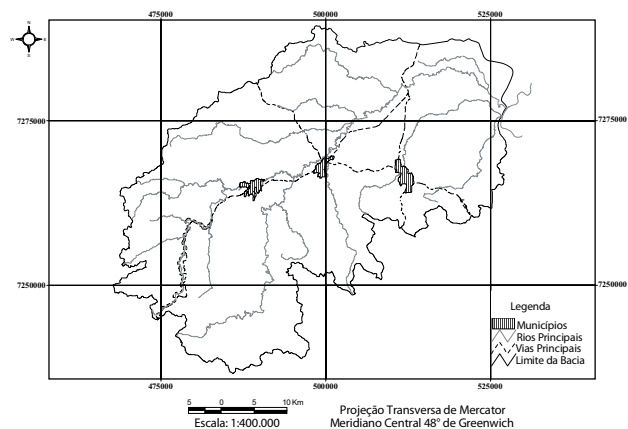 475000 500000 525000
N
W E
S
7275000 7275000
7250000 7250000
Legenda
Municípios
Rios Principais
Vias Principais
Limite da Bacia
475000 500000 525000
5 0 5 10 Km
Escala: 1:400.000
Projeção Transversa de Mercator
Meridiano Central 48° de Greenwich